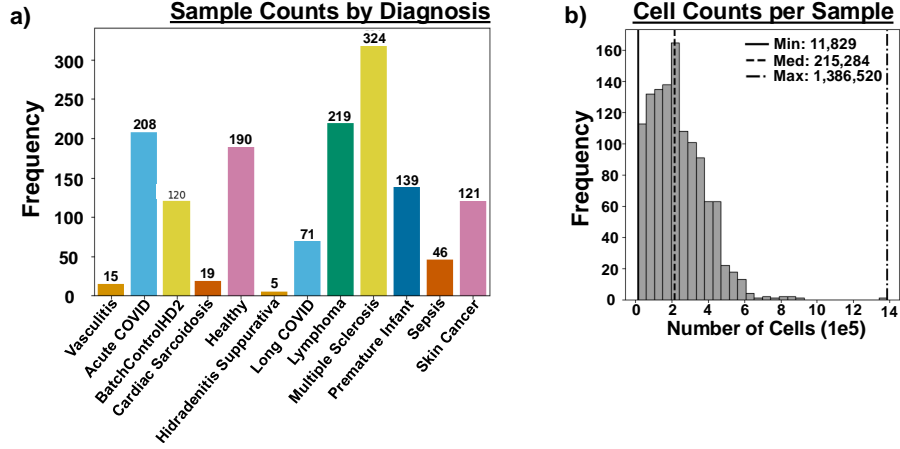 a)
Sample Counts by Diagnosis
Frequency
300
250
200
150
100
50
0
15
208
120
19
190
5
71
219
324
139
46
121
Vasculitis
Acute COVID
BatchControlHD2
Cardiac Sarcoidosis
Healthy
Hidradenitis Suppurativa
Long COVID
Lymphoma
Multiple Sclerosis
Premature Infant
Sepsis
Skin Cancer
b)
Cell Counts per Sample
Min: 11,829
Med: 215,284
Max: 1,386,520
Frequency
160
140
120
100
80
60
40
20
0
0 2 4 6 8 10 12 14
Number of Cells (1e5)